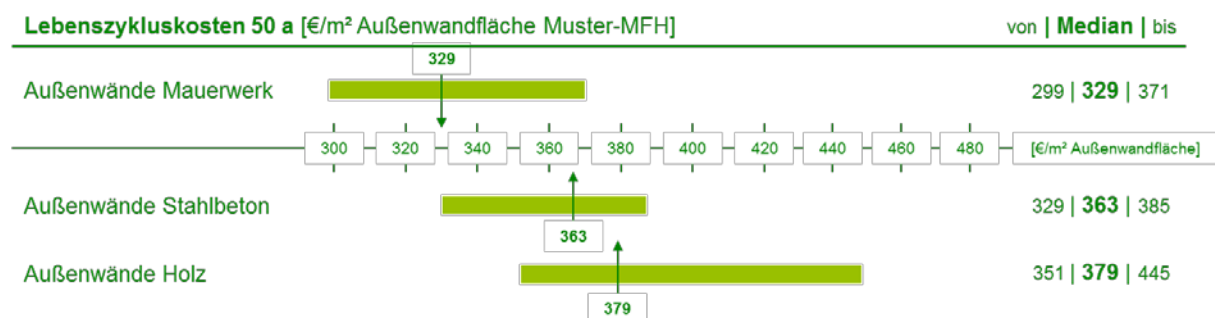 Lebenszykluskosten 50 a [€/m² Außenwandfläche Muster-MFH] von | Median | bis
329
Außenwände Mauerwerk 299 | 329 | 371
300 320 340 360 380 400 420 440 460 480 [€/m² Außenwandfläche]
Außenwände Stahlbeton 329 | 363 | 385
363
Außenwände Holz 351 | 379 | 445
379